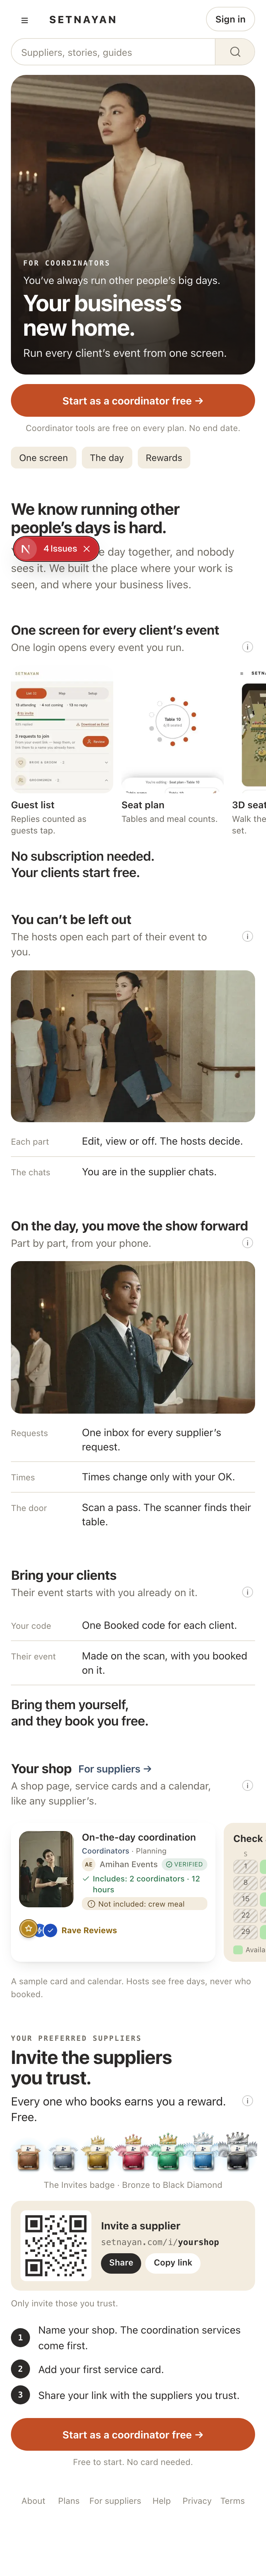 SETNAYAN
Sign in
Suppliers, stories, guides
FOR COORDINATORS
You've always run other people's big days.
Your business's
new home.
Run every client's event from one screen.
Start as a coordinator free →
Coordinator tools are free on every plan. No end date.
One screen
The day
Rewards
We know running other
people's days is hard.
4 Issues
e day together, and nobody
sees it. We built the place where your work is
seen, and where your business lives.
One screen for every client's event
One login opens every event you run.
SETNAYAN
Map
Setup
3 requests to join
Review
Table 10
Guest list
Replies counted as
guests tap.
Seat plan
Tables and meal counts.
3D seat
Walk the
set.
No subscription needed.
Your clients start free.
You can't be left out
The hosts open each part of their event to
you.
Each part
Edit, view or off. The hosts decide.
The chats
You are in the supplier chats.
On the day, you move the show forward
Part by part, from your phone.
Requests
One inbox for every supplier's
request.
Times
Times change only with your OK.
The door
Scan a pass. The scanner finds their
table.
Bring your clients
Their event starts with you already on it.
Your code
One Booked code for each client.
Their event
Made on the scan, with you booked
on it.
Bring them yourself,
and they book you free.
Your shop For suppliers →
A shop page, service cards and a calendar,
like any supplier's.
On-the-day coordination
Coordinators · Planning
AE Amihan Events VERIFIED
Includes: 2 coordinators · 12
hours
Not included: crew meal
Rave Reviews
Check
S
1
8
15
22
29
Availa
A sample card and calendar. Hosts see free days, never who
booked.
YOUR PREFERRED SUPPLIERS
Invite the suppliers
you trust.
Every one who books earns you a reward.
Free.
The Invites badge · Bronze to Black Diamond
Invite a supplier
setnayan.com/i/yourshop
Share
Copy link
Only invite those you trust.
1 Name your shop. The coordination services
come first.
2 Add your first service card.
3 Share your link with the suppliers you trust.
Start as a coordinator free →
Free to start. No card needed.
About Plans For suppliers Help Privacy Terms